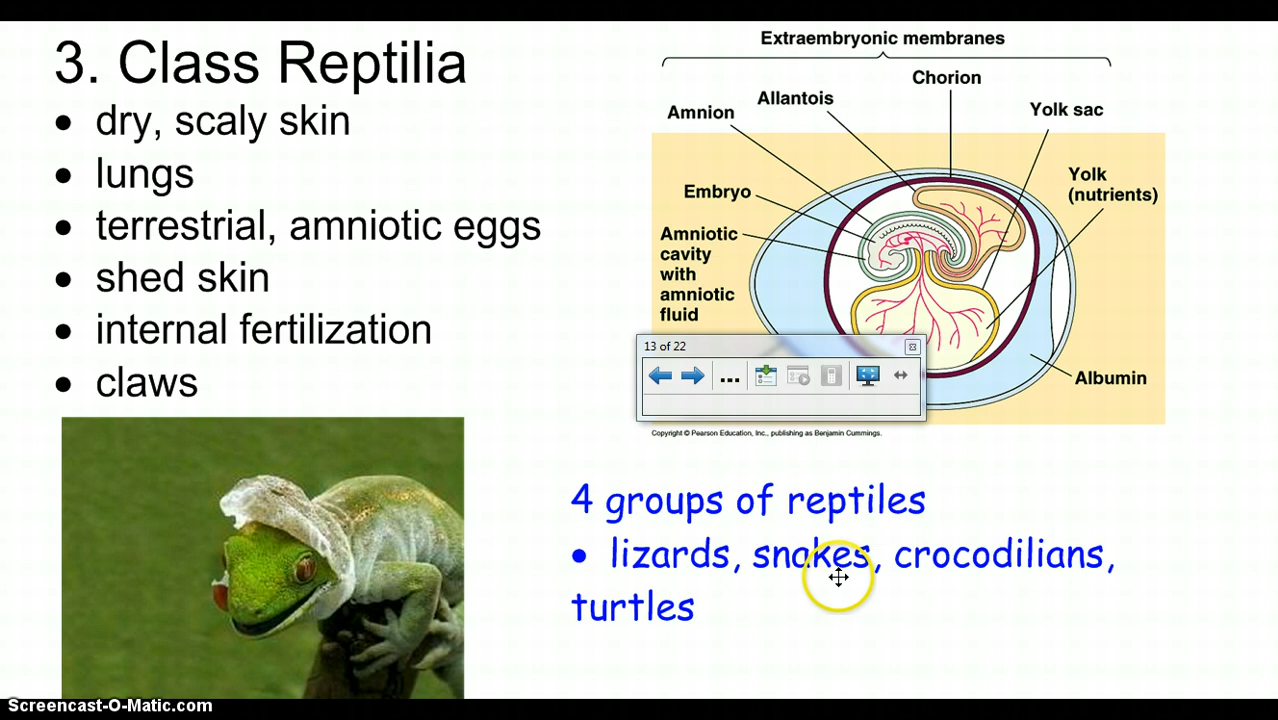 3. Class Reptilia
• dry, scaly skin
• lungs
• terrestrial, amniotic eggs
• shed skin
• internal fertilization
• claws
Extraembryonic membranes
Chorion
Allantois
Amnion
Yolk sac
Yolk
(nutrients)
Embryo
Amniotic
cavity
with
amniotic
fluid
13 of 22
...
Albumin
Copyright © Pearson Education, Inc., publishing as Benjamin Cummings.
4 groups of reptiles
• lizards, snakes, crocodilians,
turtles
Screencast-O-Matic.com